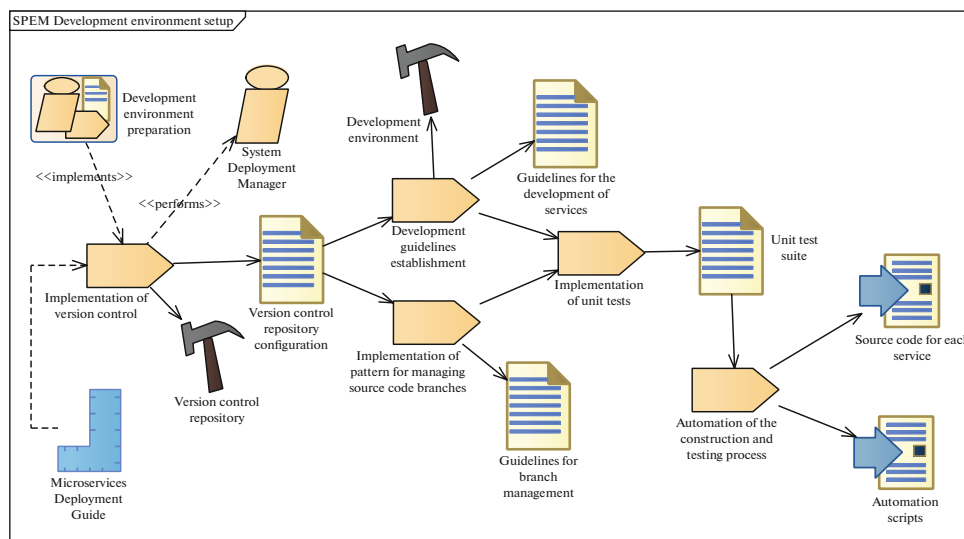 SPEM Development environment setup
Development
environment
preparation
<<implements>>
System
Deployment
Manager
<<performs>>
Development
environment
Guidelines for the
development of
services
Implementation of
version control
Version control
repository
configuration
Development
guidelines
establishment
Implementation
of unit tests
Unit test
suite
Version control
repository
Implementation of
pattern for managing
source code branches
Source code for each
service
Microservices
Deployment
Guide
Guidelines for
branch
management
Automation of the
construction and
testing process
Automation
scripts